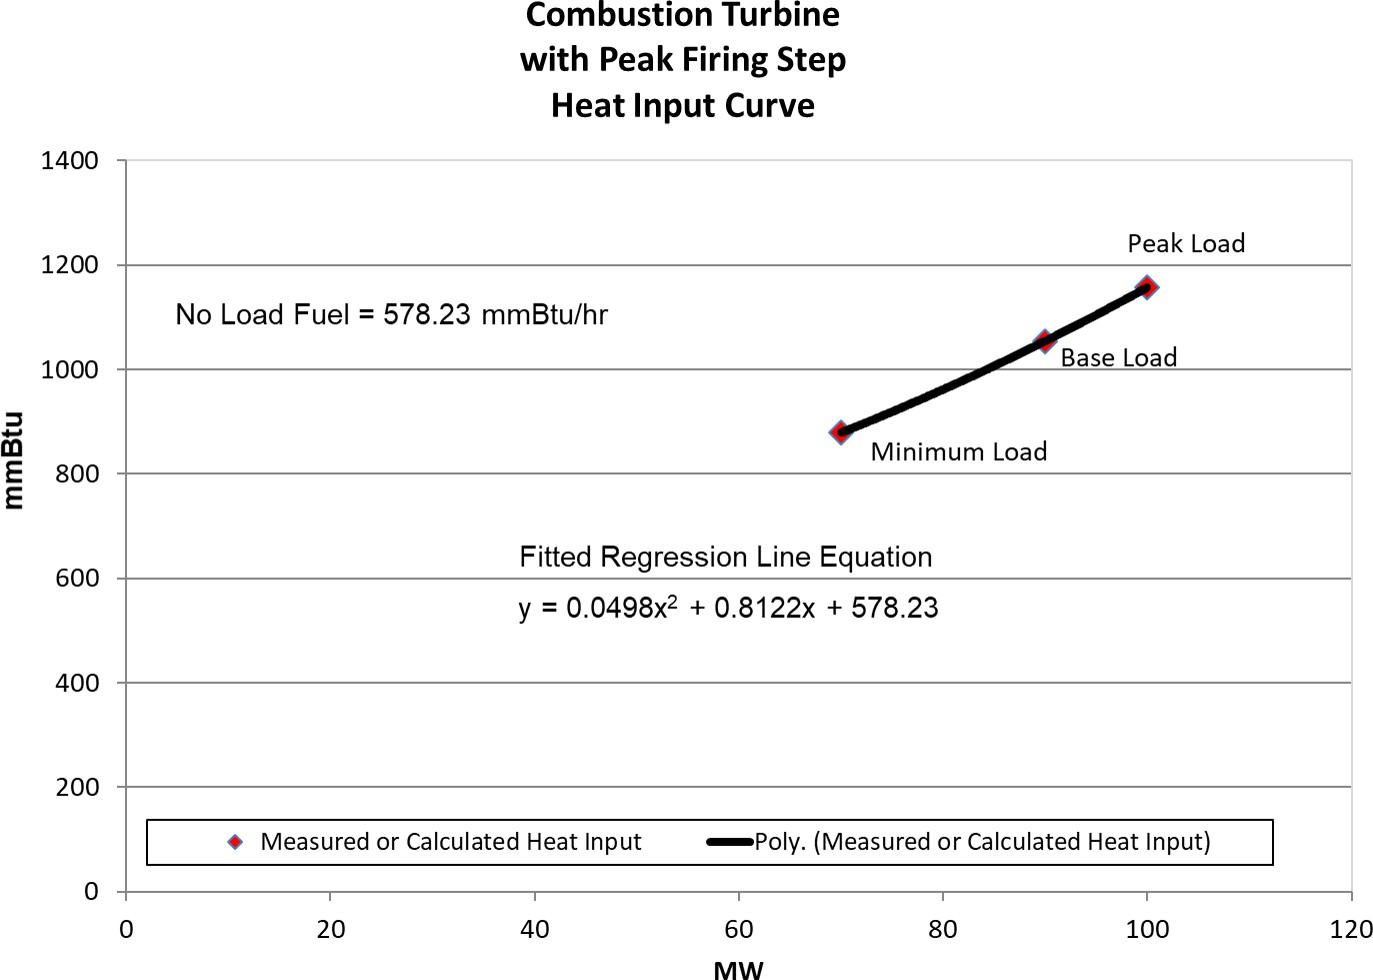 Combustion Turbine
with Peak Firing Step
Heat Input Curve
1400
1200
1000
800
600
400
200
0
mmBtu
Peak Load
No Load Fuel = 578.23 mmBtu/hr
Base Load
Minimum Load
Fitted Regression Line Equation
y = 0.0498x² + 0.8122x + 578.23
Measured or Calculated Heat Input
Poly. (Measured or Calculated Heat Input)
0 20 40 60 80 100 120
MW